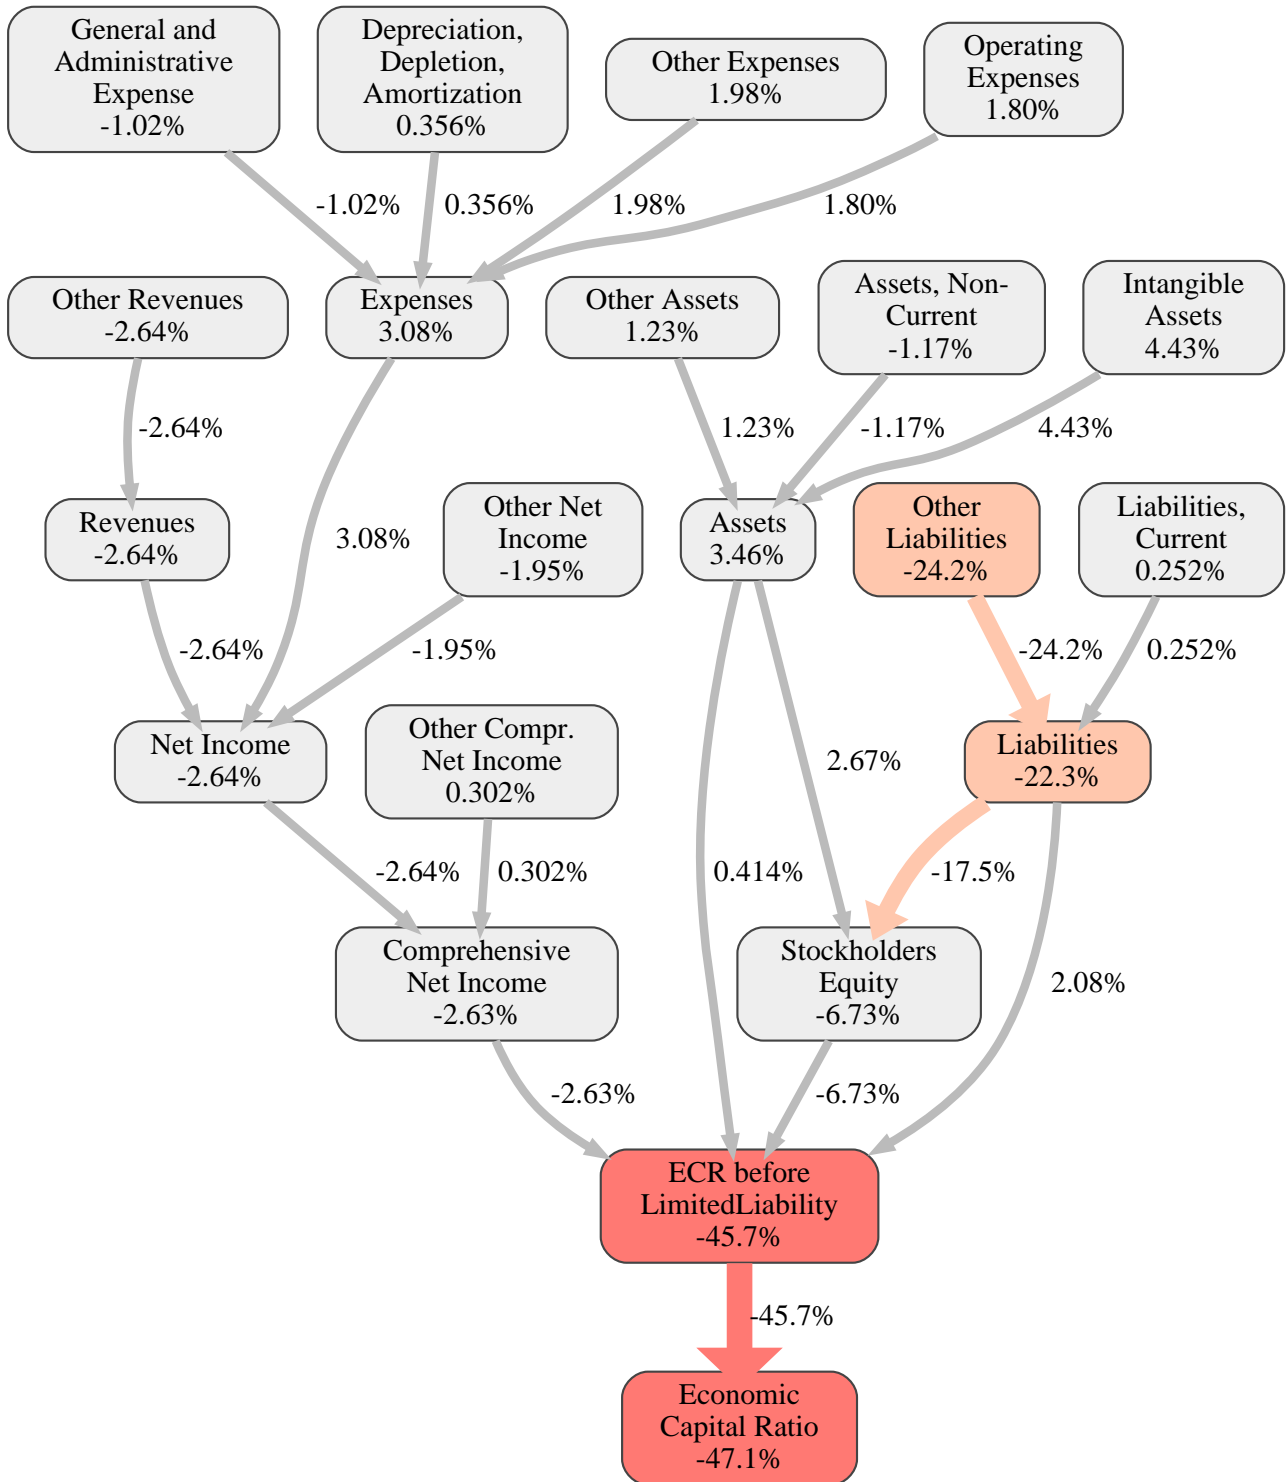 General and
Administrative
Expense
-1.02%
Depreciation,
Depletion,
Amortization
0.356%
Other Expenses
1.98%
Operating
Expenses
1.80%
-1.02%
0.356%
1.98%
1.80%
Other Revenues
-2.64%
Expenses
3.08%
Other Assets
1.23%
Assets, Non-
Current
-1.17%
Intangible
Assets
4.43%
-2.64%
1.23%
-1.17%
4.43%
Revenues
-2.64%
3.08%
Other Net
Income
-1.95%
Assets
3.46%
Other
Liabilities
-24.2%
Liabilities,
Current
0.252%
-2.64%
-1.95%
-24.2%
0.252%
Net Income
-2.64%
Other Compr.
Net Income
0.302%
2.67%
Liabilities
-22.3%
-2.64%
0.302%
0.414%
-17.5%
Comprehensive
Net Income
-2.63%
Stockholders
Equity
-6.73%
2.08%
-2.63%
-6.73%
ECR before
LimitedLiability
-45.7%
-45.7%
Economic
Capital Ratio
-47.1%